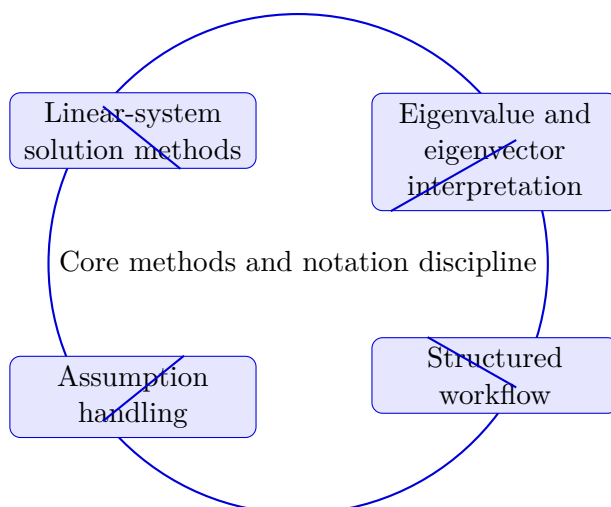 Linear-system
solution methods
Eigenvalue and
eigenvector
interpretation
Core methods and notation discipline
Assumption
handling
Structured
workflow